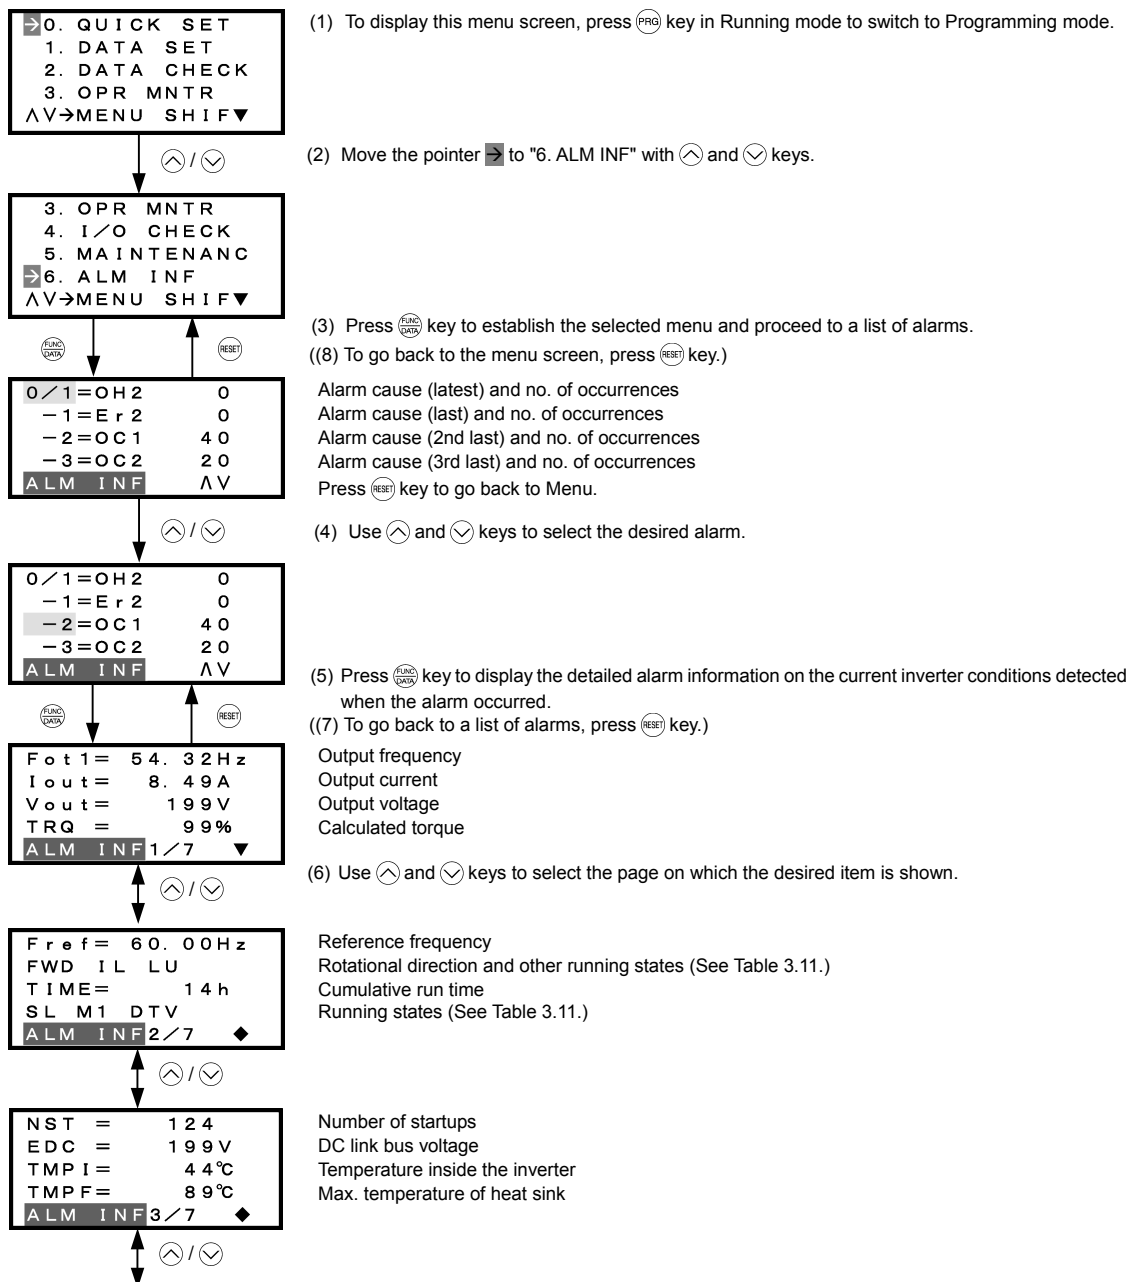 →0. QUICK SET
1. DATA SET
2. DATA CHECK
3. OPR MNTR
∧∨→MENU SHIF▼
(1) To display this menu screen, press PRG key in Running mode to switch to Programming mode.
∧ / ∨
(2) Move the pointer → to "6. ALM INF" with ∧ and ∨ keys.
3. OPR MNTR
4. I/O CHECK
5. MAINTENANC
→6. ALM INF
∧∨→MENU SHIF▼
FUNC DATA
RESET
(3) Press FUNC DATA key to establish the selected menu and proceed to a list of alarms.
((8) To go back to the menu screen, press RESET key.)
0/1=OH2 0 Alarm cause (latest) and no. of occurrences
-1=Er2 0 Alarm cause (last) and no. of occurrences
-2=OC1 40 Alarm cause (2nd last) and no. of occurrences
-3=OC2 20 Alarm cause (3rd last) and no. of occurrences
ALM INF ∧∨ Press RESET key to go back to Menu.
∧ / ∨
(4) Use ∧ and ∨ keys to select the desired alarm.
0/1=OH2 0
-1=Er2 0
-2=OC1 40
-3=OC2 20
ALM INF ∧∨
(5) Press FUNC DATA key to display the detailed alarm information on the current inverter conditions detected
when the alarm occurred.
FUNC DATA
RESET
((7) To go back to a list of alarms, press RESET key.)
Fot1= 54.32Hz Output frequency
Iout= 8.49A Output current
Vout= 199V Output voltage
TRQ = 99% Calculated torque
ALM INF 1/7 ▼
(6) Use ∧ and ∨ keys to select the page on which the desired item is shown.
∧ / ∨
Fref= 60.00Hz Reference frequency
FWD IL LU Rotational direction and other running states (See Table 3.11.)
TIME= 14h Cumulative run time
SL M1 DTV Running states (See Table 3.11.)
ALM INF 2/7 ◆
∧ / ∨
NST = 124 Number of startups
EDC = 199V DC link bus voltage
TMPI= 44℃ Temperature inside the inverter
TMPF= 89℃ Max. temperature of heat sink
ALM INF 3/7 ◆
∧ / ∨